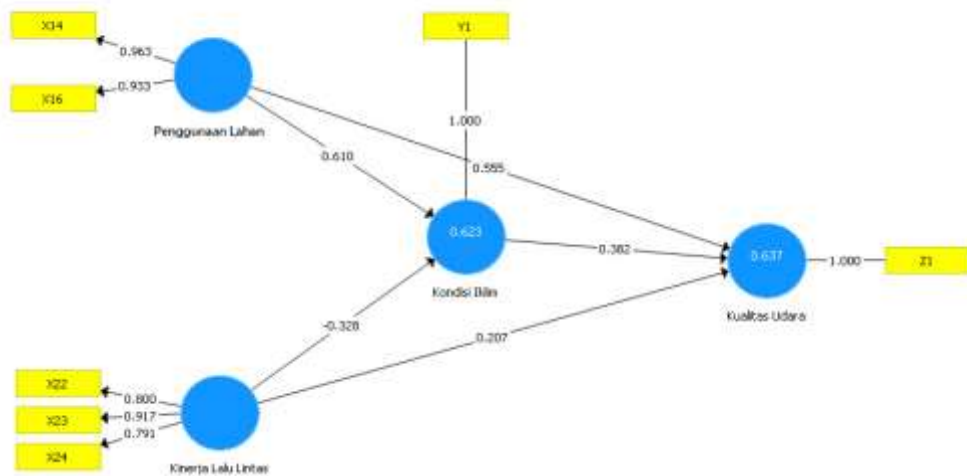 X14
0.963
X16
0.933
Penggunaan Lahan
Y1
1.000
0.610
0.555
0.623
Kondisi Iklim
0.382
0.637
Kualitas Udara
1.000
Z1
-0.328
0.207
X22
0.800
X23
0.917
X24
0.791
Kinerja Lalu Lintas